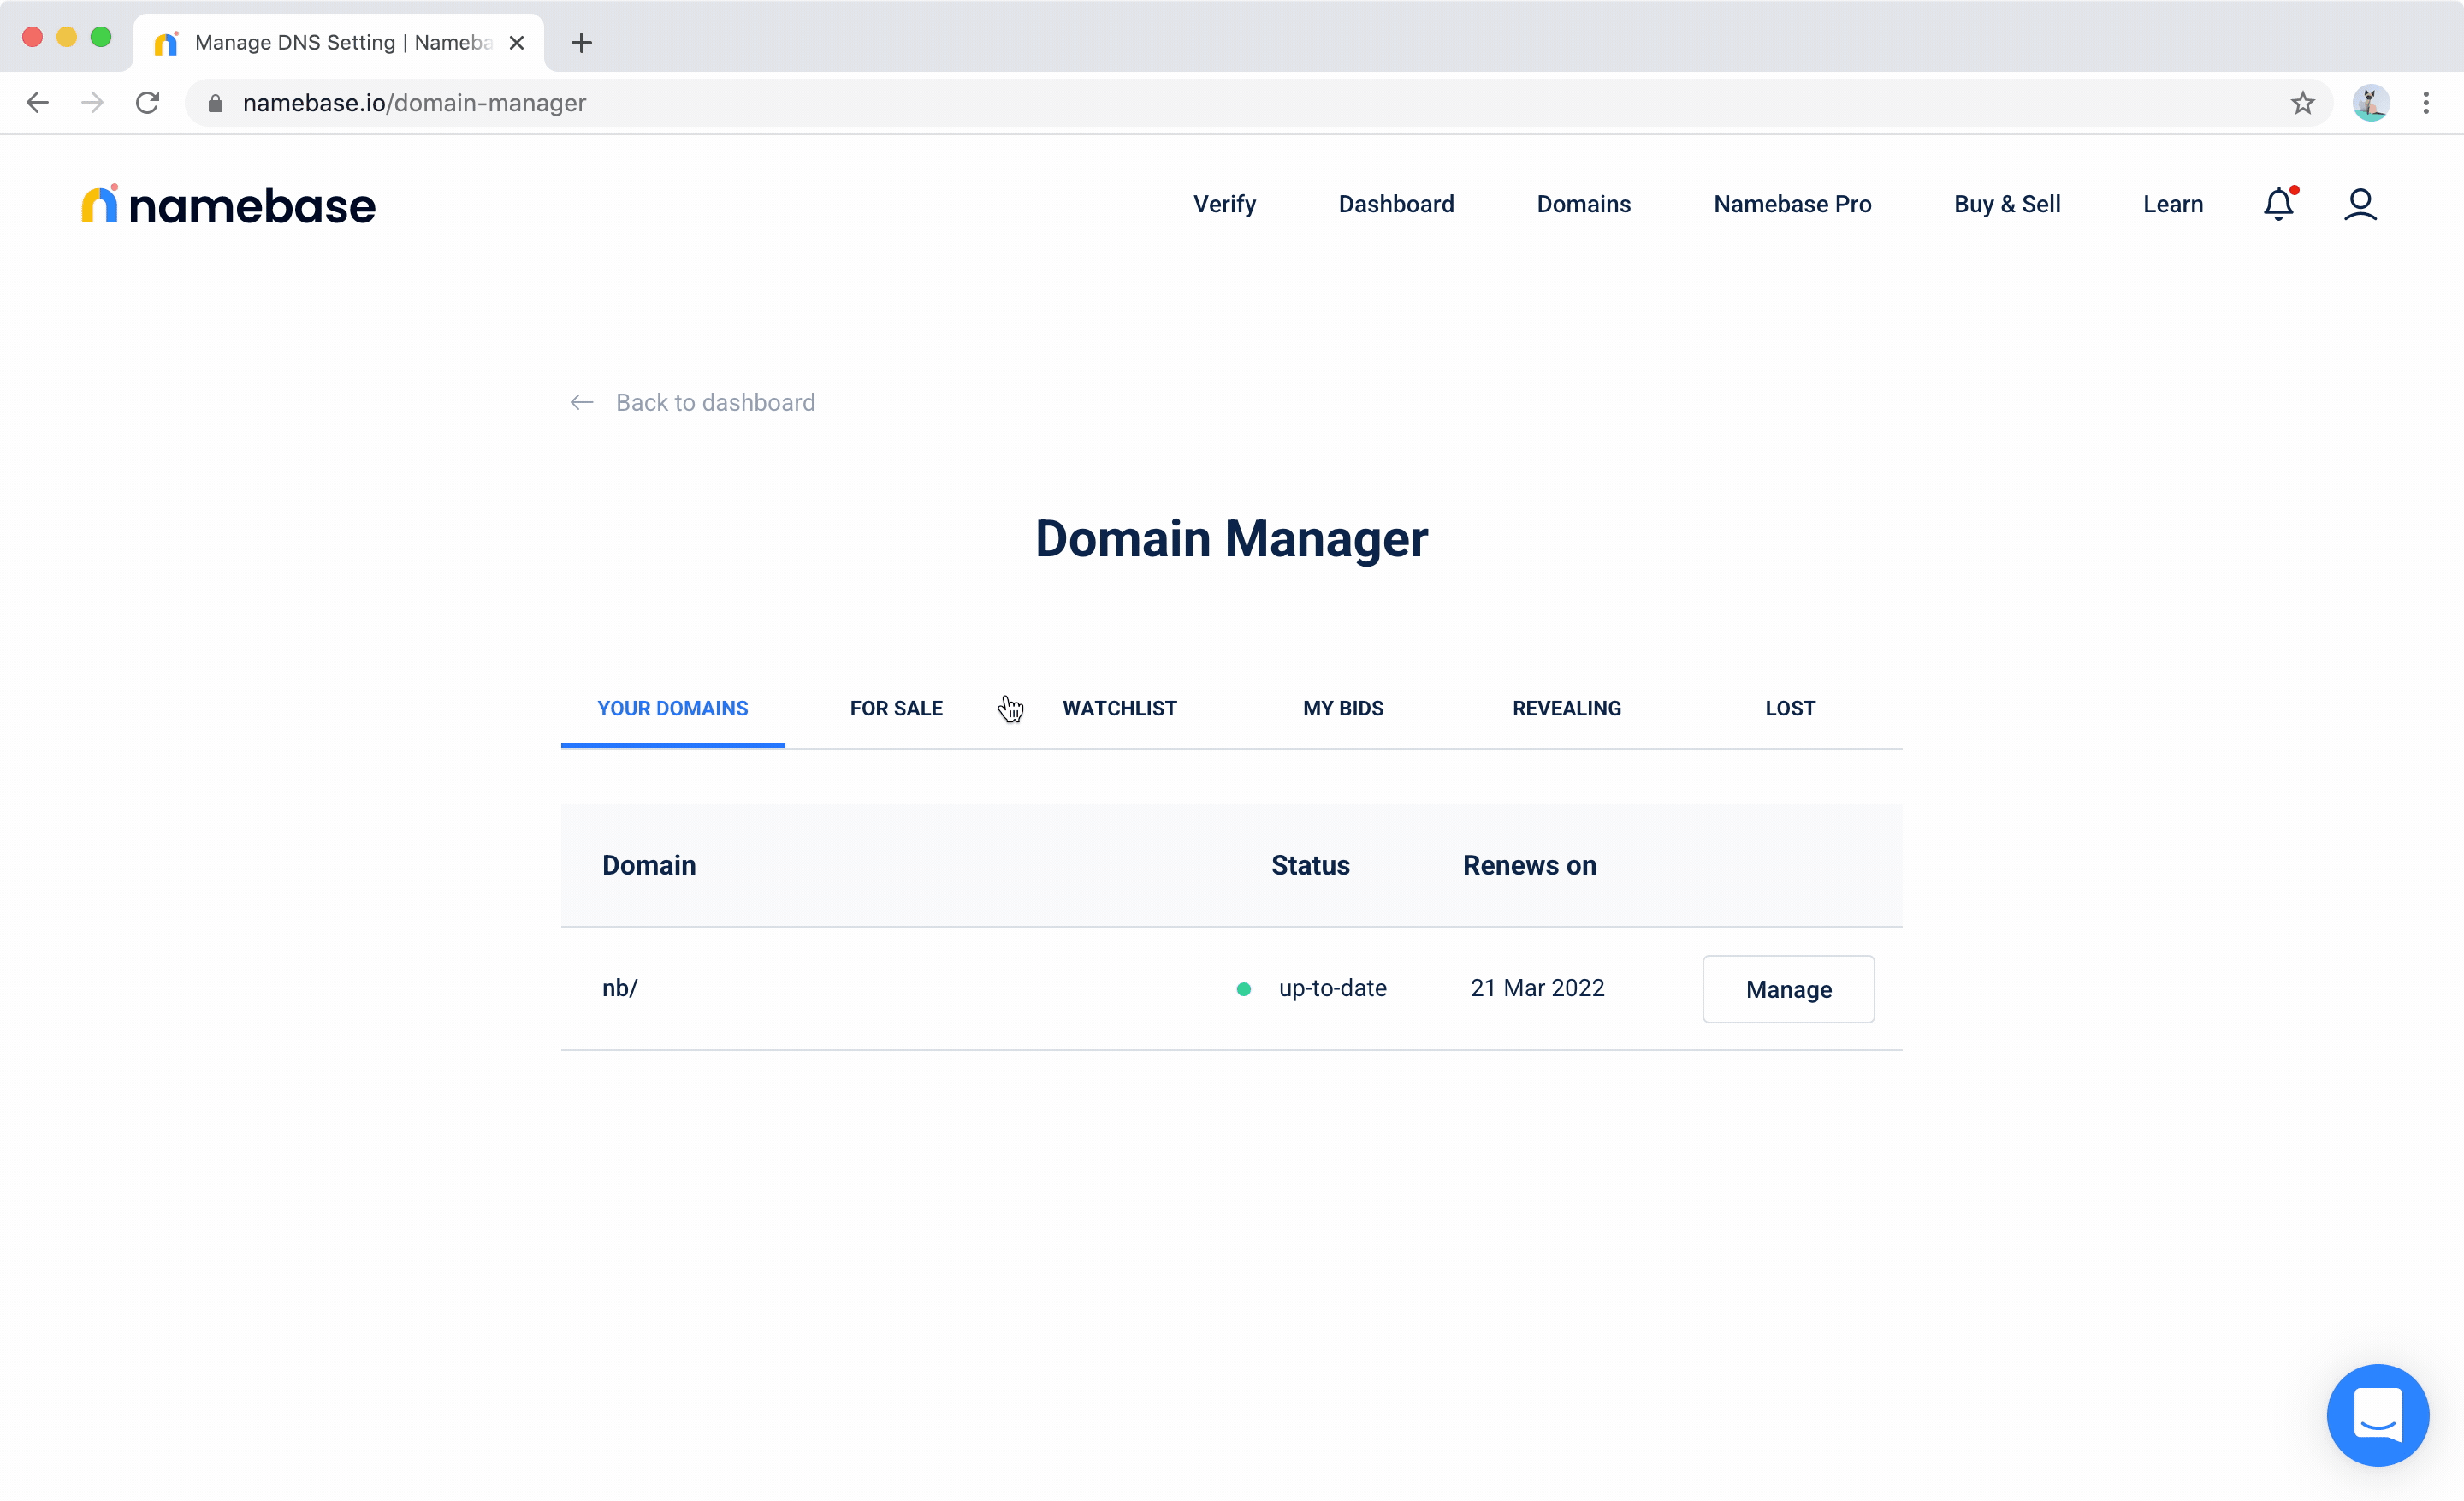 Manage DNS Setting | Nameba
namebase.io/domain-manager
namebase
Verify Dashboard Domains Namebase Pro Buy & Sell Learn
Back to dashboard
Domain Manager
YOUR DOMAINS FOR SALE WATCHLIST MY BIDS REVEALING LOST
Domain Status Renews on
nb/ up-to-date 21 Mar 2022 Manage